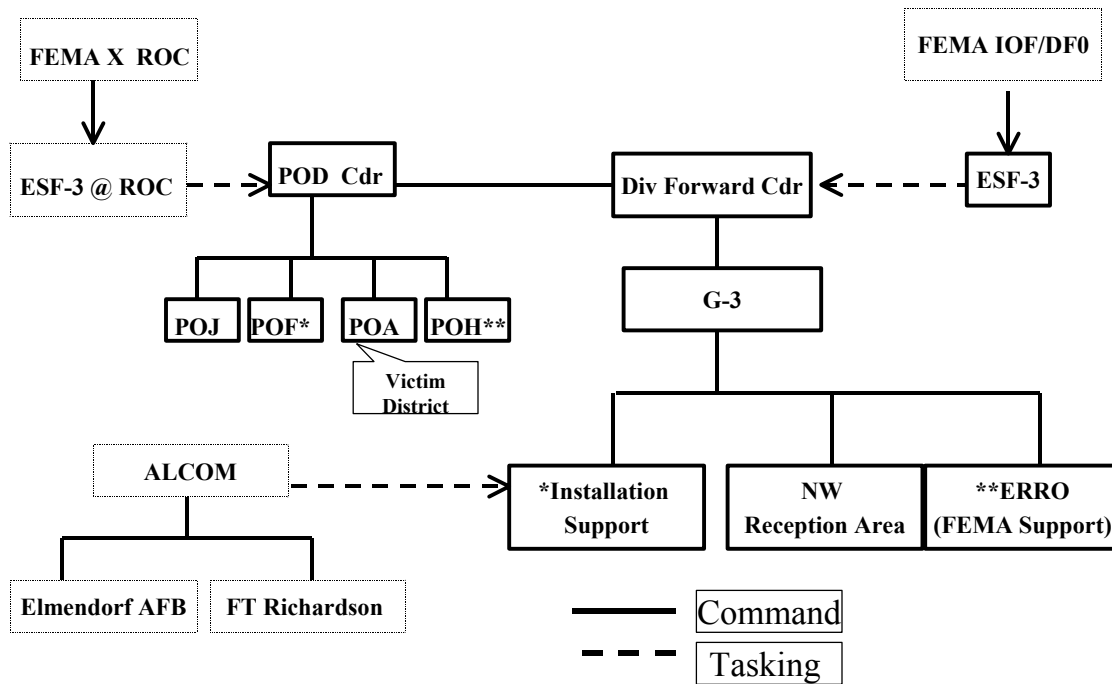 FEMA X ROC
FEMA IOF/DF0
ESF-3 @ ROC
POD Cdr
Div Forward Cdr
ESF-3
G-3
POJ
POF*
POA
POH**
Victim
District
ALCOM
*Installation
Support
NW
Reception Area
**ERRO
(FEMA Support)
Elmendorf AFB
FT Richardson
Command
Tasking